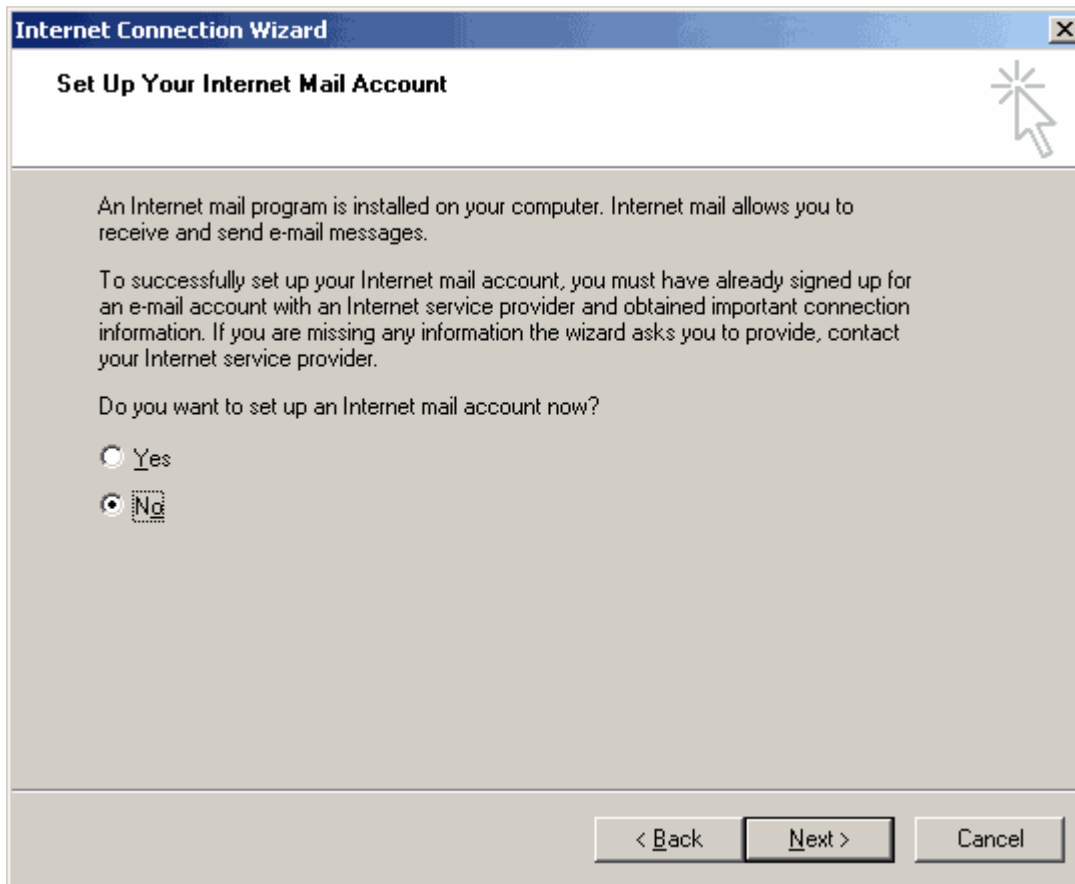 Internet Connection Wizard
Set Up Your Internet Mail Account
An Internet mail program is installed on your computer. Internet mail allows you to
receive and send e-mail messages.
To successfully set up your Internet mail account, you must have already signed up for
an e-mail account with an Internet service provider and obtained important connection
information. If you are missing any information the wizard asks you to provide, contact
your Internet service provider.
Do you want to set up an Internet mail account now?
Yes
No
< Back Next > Cancel